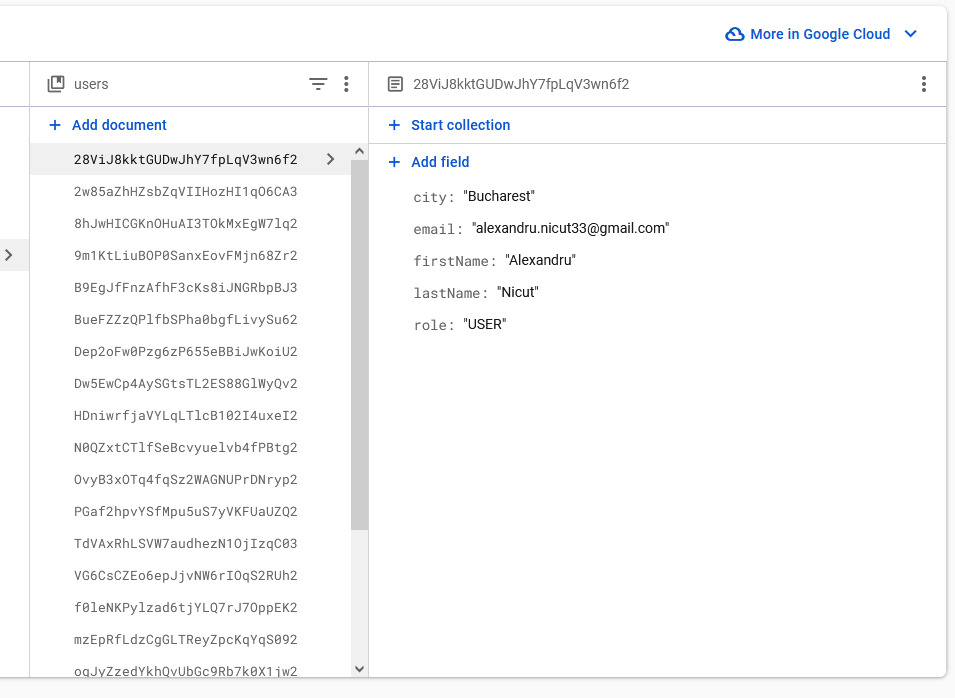 More in Google Cloud
users
28ViJ8kktGUDwJhY7fpLqV3wn6f2
Add document
Start collection
28ViJ8kktGUDwJhY7fpLqV3wn6f2
2w85aZhHZsbZqVIIHozHI1qO6CA3
8hJwHICGKnOHuAI3TOkMxEgW7lq2
9m1KtLiuBOP0SanxEovFMjn68Zr2
B9EgJfFnzAfhF3cKs8iJNGRbpBJ3
BueFZZzQPlfbSPha0bgfLivySu62
Dep2oFw0Pzg6zP655eBBiJwKoiU2
Dw5EwCp4AySGtsTL2ES88GlWyQv2
HDniwrfjaVYLqLTlcB102I4uxeI2
N0QZxtCTlfSeBcvyuelvb4fPBtg2
OvyB3xOTq4fqSz2WAGNUPrDNryp2
PGaf2hpvYSfMpu5uS7yVKFUaUZQ2
TdVAxRhLSVW7audhezN1OjIzqC03
VG6CsCZEo6epJjvNW6rIOqS2RUh2
f0leNKPylzad6tjYLQ7rJ7OppEK2
mzEpRfLdzCgGLTReyZpcKqYqS092
oqJyZzedYkhQvUbGc9Rb7k0X1jw2
Add field
city: "Bucharest"
email: "alexandru.nicut33@gmail.com"
firstName: "Alexandru"
lastName: "Nicut"
role: "USER"